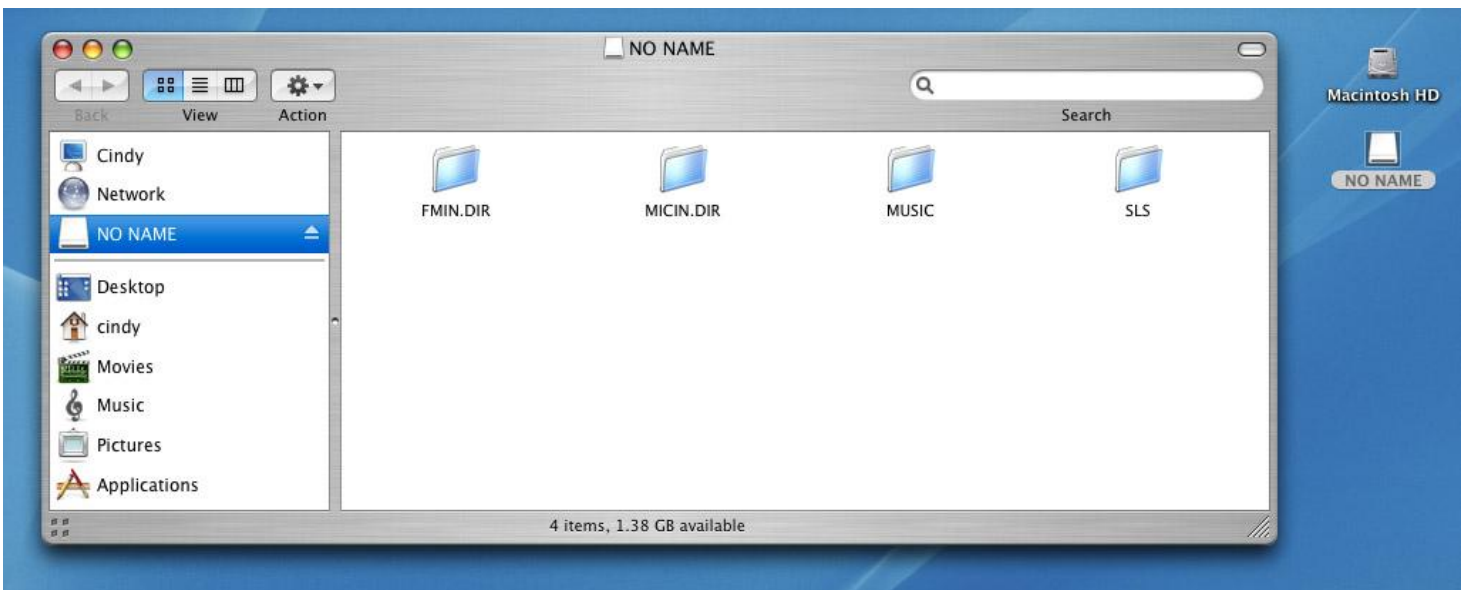 NO NAME
Back
View
Action
Search
Macintosh HD
NO NAME
Cindy
Network
NO NAME
Desktop
cindy
Movies
Music
Pictures
Applications
FMIN.DIR
MICIN.DIR
MUSIC
SLS
4 items, 1.38 GB available